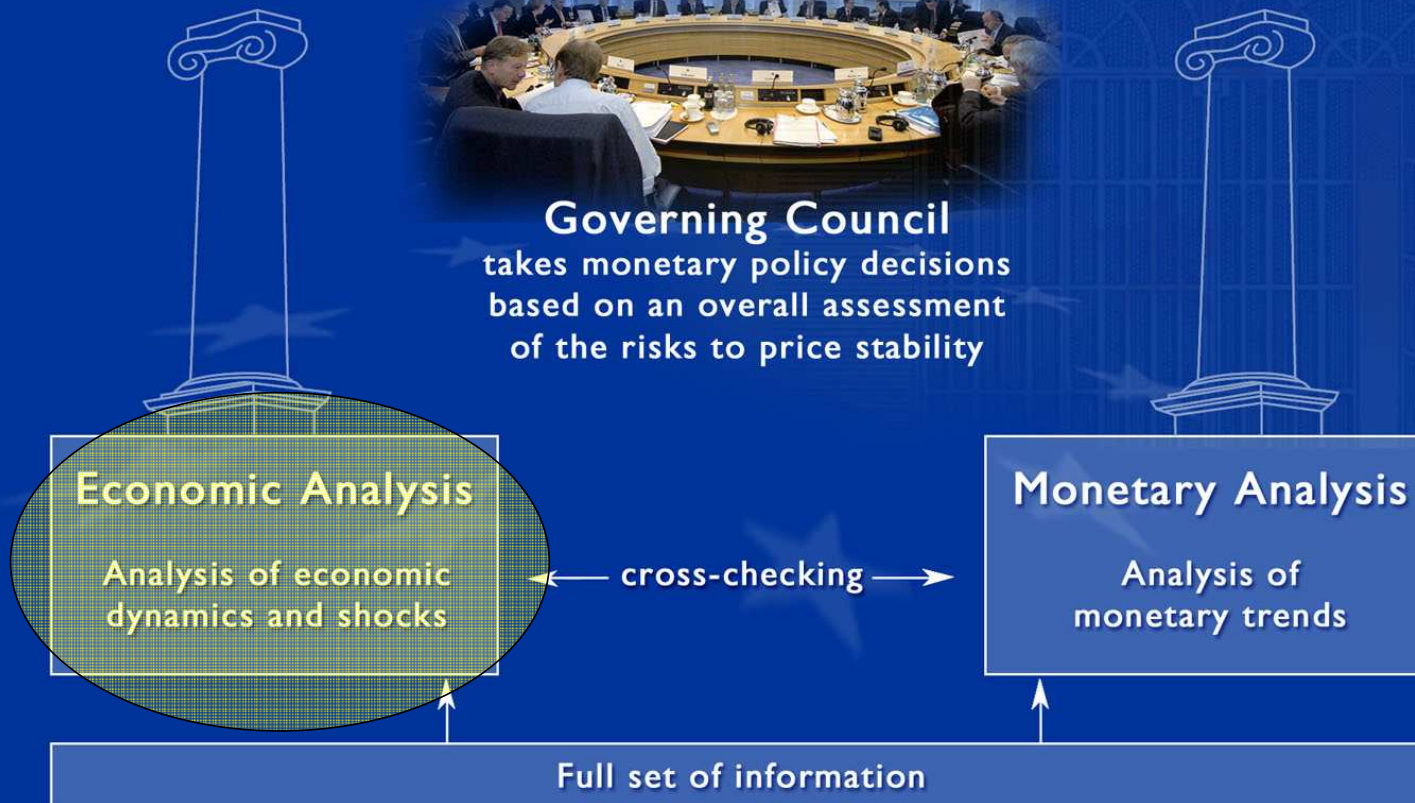 Governing Council
takes monetary policy decisions
based on an overall assessment
of the risks to price stability
Economic Analysis
Analysis of economic
dynamics and shocks
cross-checking
Monetary Analysis
Analysis of
monetary trends
Full set of information